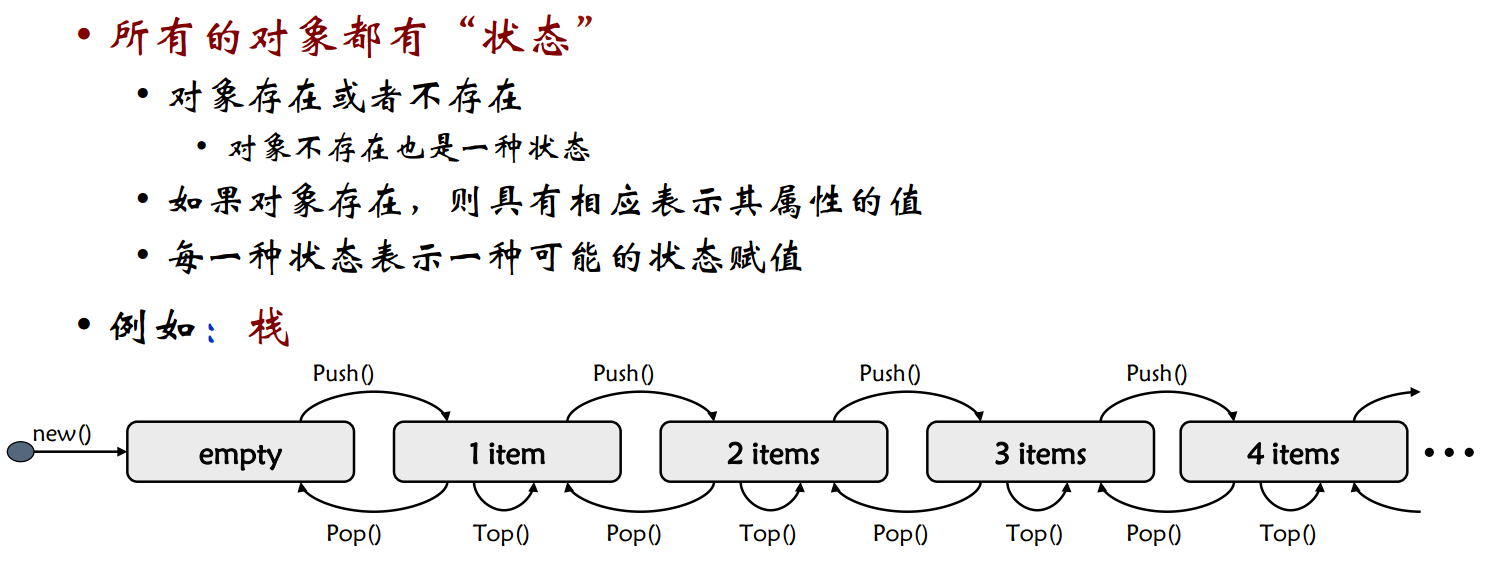 • 所有的对象都有“状态”
• 对象存在或者不存在
• 对象不存在也是一种状态
• 如果对象存在，则具有相应表示其属性的值
• 每一种状态表示一种可能的状态赋值
• 例如：栈
Push() Push() Push() Push()
new()
empty 1 item 2 items 3 items 4 items •••
Pop() Top() Pop() Top() Pop() Top() Pop() Top()